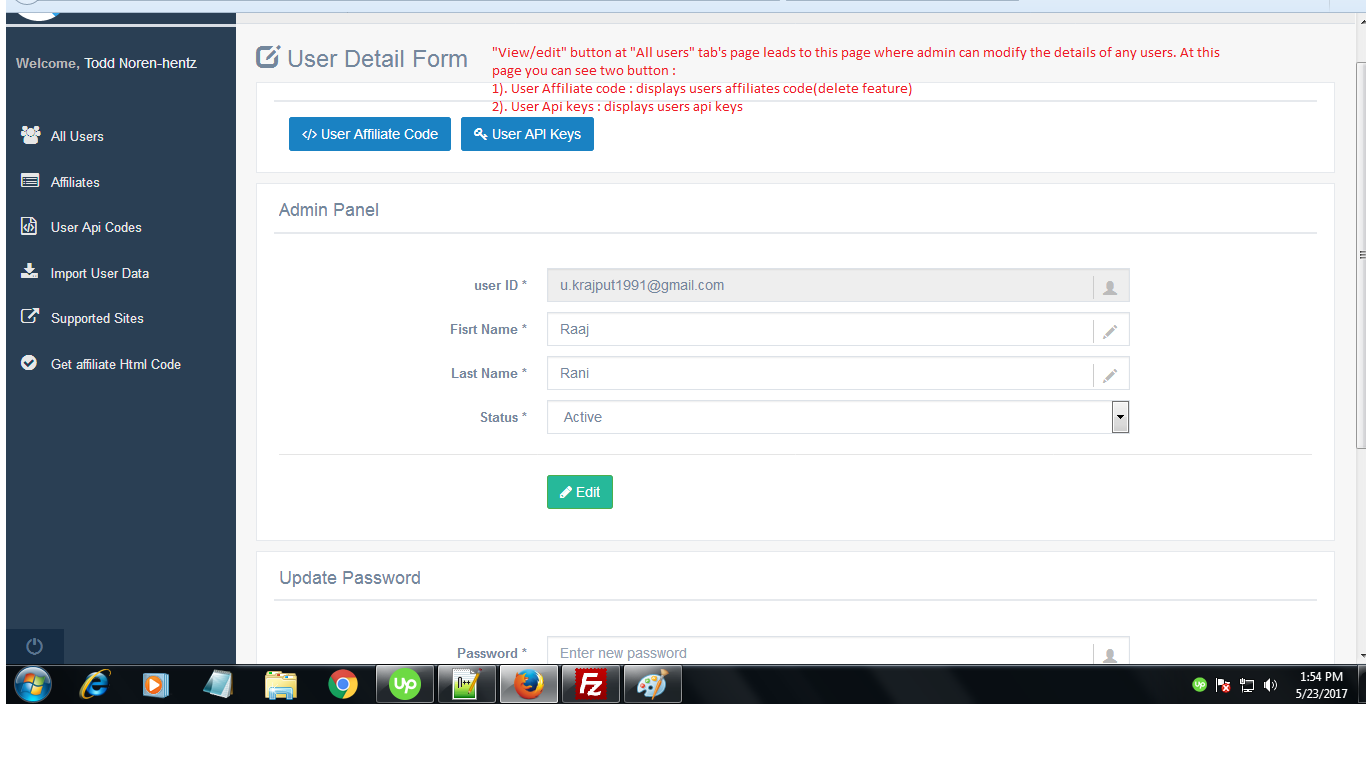 Welcome, Todd Noren-hentz
All Users
Affiliates
User Api Codes
Import User Data
Supported Sites
Get affiliate Html Code
User Detail Form
"View/edit" button at "All users" tab's page leads to this page where admin can modify the details of any users. At this
page you can see two button :
1). User Affiliate code : displays users affiliates code(delete feature)
2). User Api keys : displays users api keys
</> User Affiliate Code
User API Keys
Admin Panel
user ID * u.krajput1991@gmail.com
Fisrt Name * Raaj
Last Name * Rani
Status * Active
Edit
Update Password
Password * Enter new password
Up
n++
Fz
up
1:54 PM
5/23/2017